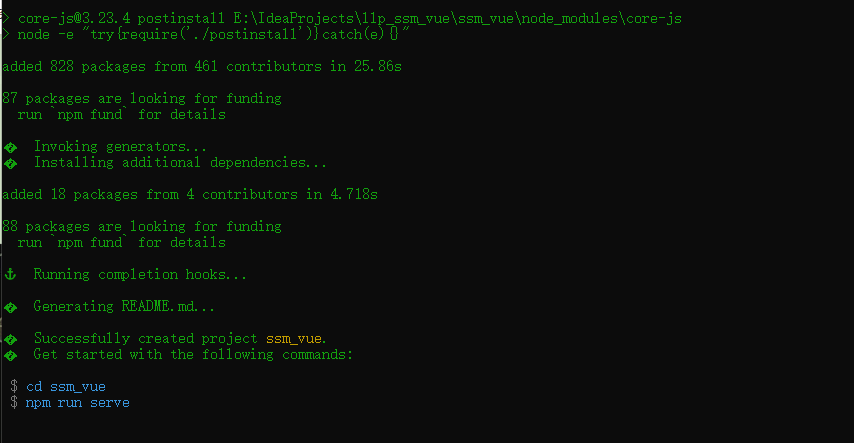 > core-js@3.23.4 postinstall E:\IdeaProjects\llp_ssm_vue\ssm_vue\node_modules\core-js
> node -e "try{require('./postinstall')}catch(e){}"
added 828 packages from 461 contributors in 25.86s
87 packages are looking for funding
run `npm fund` for details
� Invoking generators...
� Installing additional dependencies...
added 18 packages from 4 contributors in 4.718s
88 packages are looking for funding
run `npm fund` for details
⚓ Running completion hooks...
� Generating README.md...
� Successfully created project ssm_vue.
� Get started with the following commands:
$ cd ssm_vue
$ npm run serve